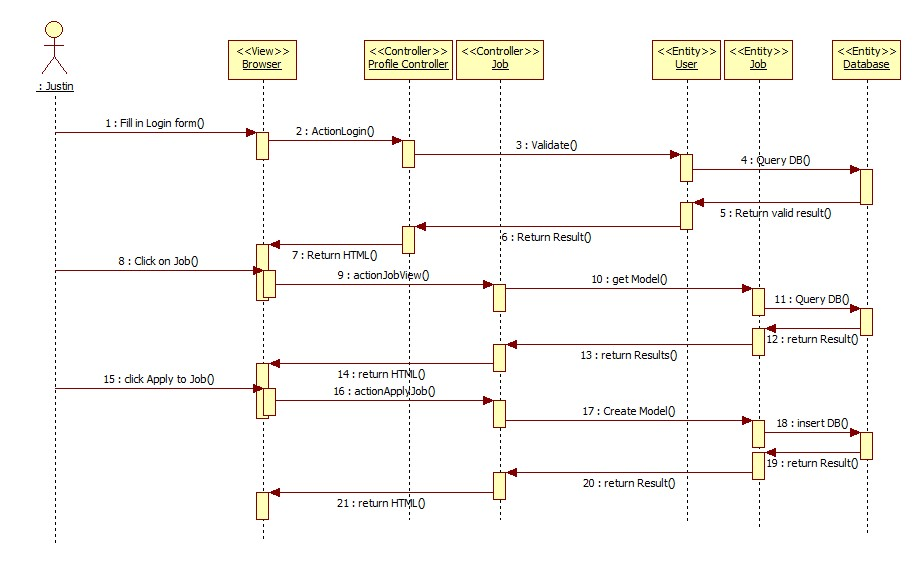 <<View>>
Browser
<<Controller>>
Profile Controller
<<Controller>>
Job
<<Entity>>
User
<<Entity>>
Job
<<Entity>>
Database
: Justin
1 : Fill in Login form()
2 : ActionLogin()
3 : Validate()
4 : Query DB()
5 : Return valid result()
6 : Return Result()
7 : Return HTML()
8 : Click on Job()
9 : actionJobView()
10 : get Model()
11 : Query DB()
12 : return Result()
13 : return Results()
14 : return HTML()
15 : click Apply to Job()
16 : actionApplyJob()
17 : Create Model()
18 : insert DB()
19 : return Result()
20 : return Result()
21 : return HTML()